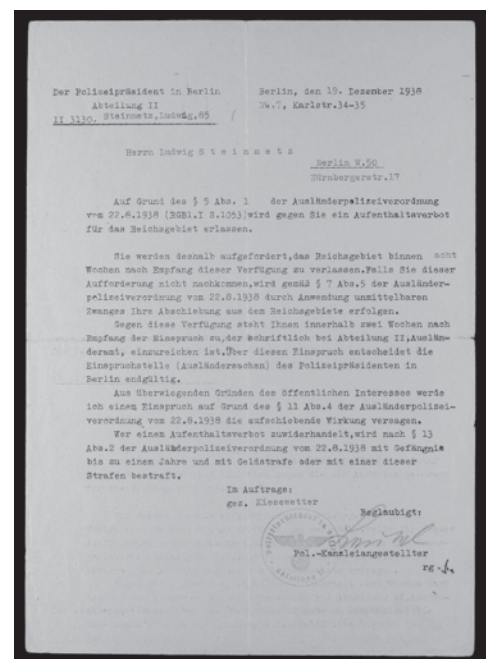 Der Polizeipräsident in Berlin
Abteilung II
II 3130. Steinmetz,Ludwig,85
Berlin, den 19. Dezember 1938
NW.7, Karlstr.34-35
Herrn Ludwig S t e i n m e t z
Berlin W.50
Nürnbergerstr.17
Auf Grund des § 5 Abs. 1 der Ausländerpolizeiverordnung
vom 22.8.1938 (RGBl.I S.1053)wird gegen Sie ein Aufenthaltsverbot
für das Reichsgebiet erlassen.
Sie werden deshalb aufgefordert,das Reichsgebiet binnen acht
Wochen nach Empfang dieser Verfügung zu verlassen.Falls Sie dieser
Aufforderung nicht nachkommen,wird gemäß § 7 Abs.5 der Ausländer-
polizeiverordnung vom 22.8.1938 durch Anwendung unmittelbaren
Zwanges Ihre Abschiebung aus dem Reichsgebiete erfolgen.
Gegen diese Verfügung steht Ihnen innerhalb zwei Wochen nach
Empfang der Einspruch zu,der schriftlich bei Abteilung II,Auslän-
deramt, einzureichen ist.Über diesen Einspruch entscheidet die
Einspruchstelle (Ausländersachen) des Polizeipräsidenten in
Berlin endgültig.
Aus überwiegenden Gründen des öffentlichen Interesses werde
ich einem Einspruch auf Grund des § 11 Abs.4 der Ausländerpolizei-
verordnung vom 22.8.1938 die aufschiebende Wirkung versagen.
Wer einem Aufenthaltsverbot zuwiderhandelt,wird nach § 13
Abs.2 der Ausländerpolizeiverordnung vom 22.8.1938 mit Gefängnis
bis zu einem Jahre und mit Geldstrafe oder mit einer dieser
Strafen bestraft.
Im Auftrage:
gez. Kiesewetter
Beglaubigt:
Pol.-Kanzleiangestellter
rg.